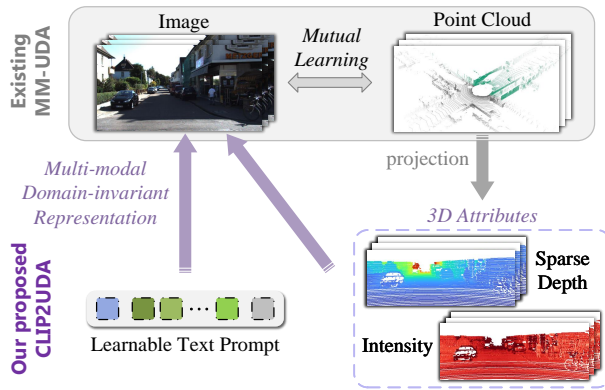 Existing
MM-UDA
Image
Mutual
Learning
Point Cloud
projection
Multi-modal
Domain-invariant
Representation
3D Attributes
Our proposed
CLIP2UDA
Learnable Text Prompt
Sparse
Depth
Intensity